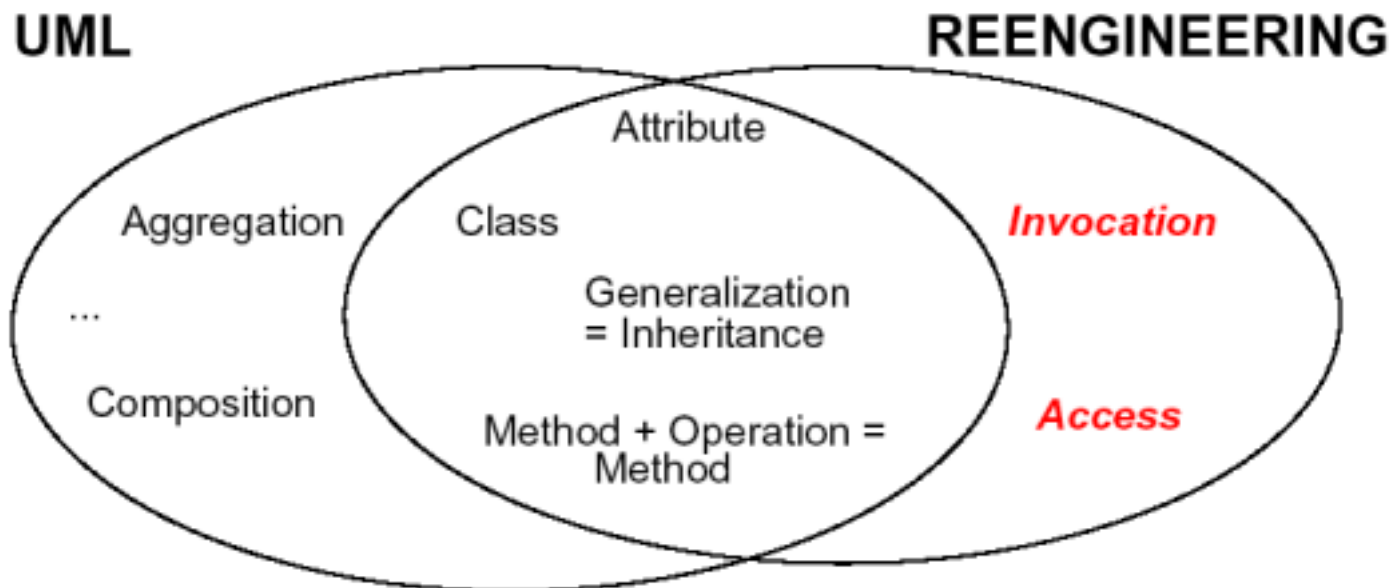 UML
REENGINEERING
Attribute
Aggregation
Class
Invocation
Generalization
= Inheritance
...
Composition
Access
Method + Operation =
Method